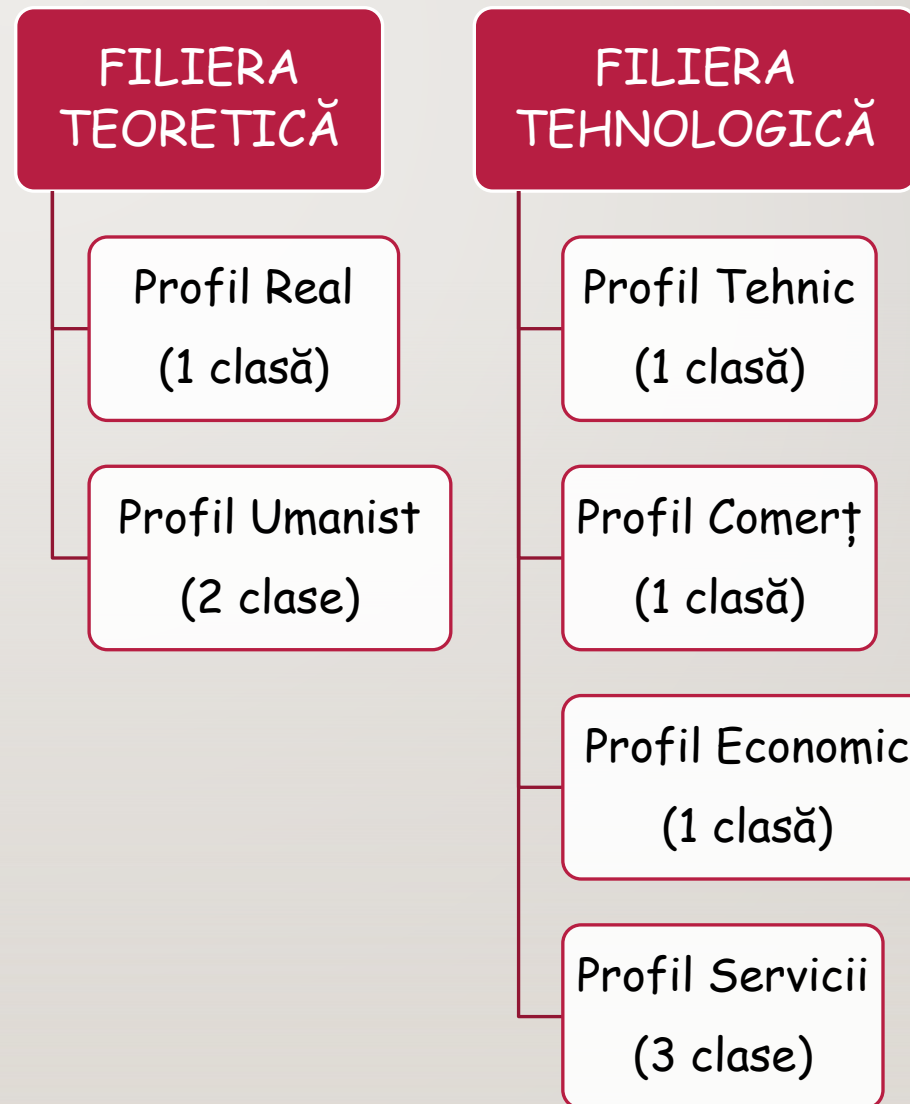 FILIERA
TEORETICĂ
Profil Real
(1 clasă)
Profil Umanist
(2 clase)
FILIERA
TEHNOLOGICĂ
Profil Tehnic
(1 clasă)
Profil Comerț
(1 clasă)
Profil Economic
(1 clasă)
Profil Servicii
(3 clase)